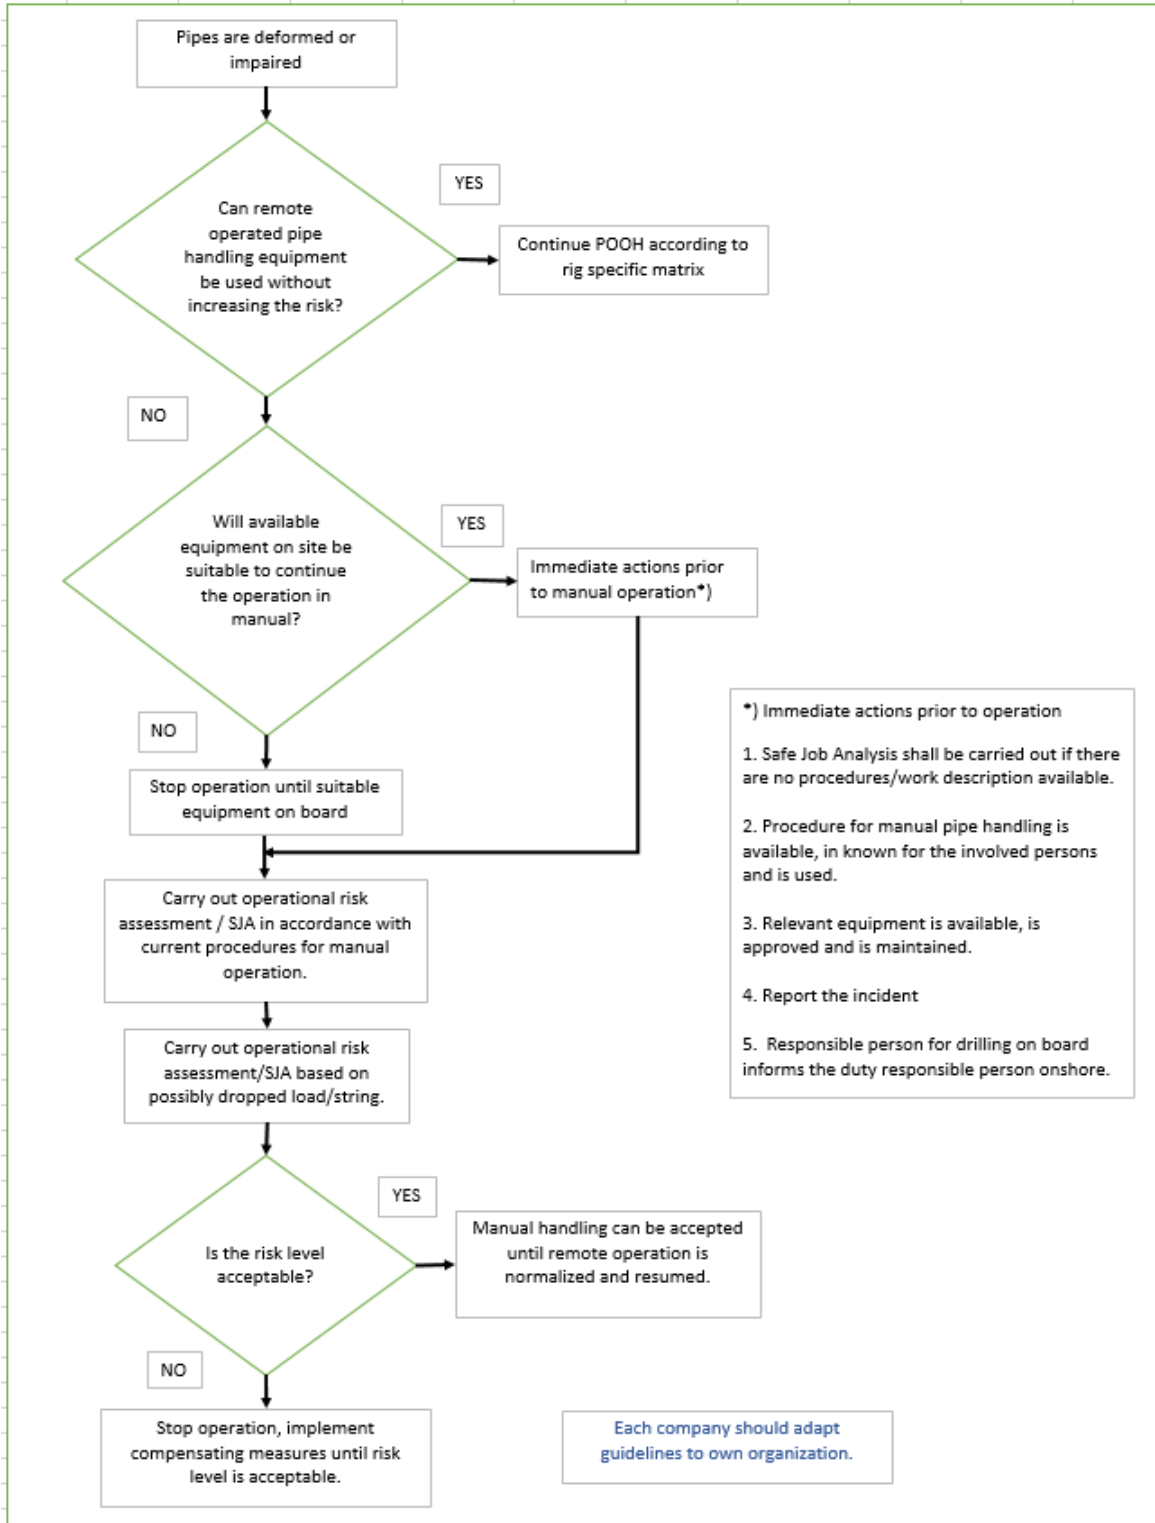 Pipes are deformed or
impaired
YES
Can remote
operated pipe
handling equipment
be used without
increasing the risk?
Continue POOH according to
rig specific matrix
NO
YES
Will available
equipment on site be
suitable to continue
the operation in
manual?
Immediate actions prior
to manual operation*)
NO
Stop operation until suitable
equipment on board
*) Immediate actions prior to operation
1. Safe Job Analysis shall be carried out if there
are no procedures/work description available.
2. Procedure for manual pipe handling is
available, in known for the involved persons
and is used.
3. Relevant equipment is available, is
approved and is maintained.
4. Report the incident
5. Responsible person for drilling on board
informs the duty responsible person onshore.
Carry out operational risk
assessment / SJA in accordance with
current procedures for manual
operation.
Carry out operational risk
assessment/SJA based on
possibly dropped load/string.
YES
Is the risk level
acceptable?
Manual handling can be accepted
until remote operation is
normalized and resumed.
NO
Stop operation, implement
compensating measures until risk
level is acceptable.
Each company should adapt
guidelines to own organization.